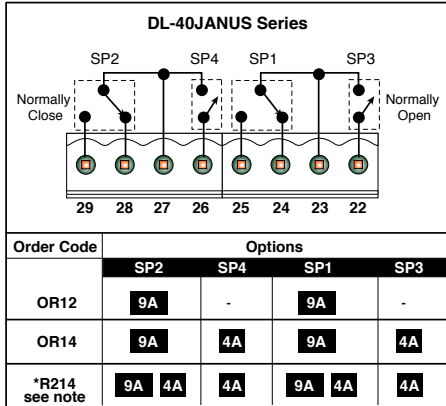 DL-40JANUS Series
SP2 SP4 SP1 SP3
Normally Close
Normally Open
29 28 27 26 25 24 23 22
Order Code Options
SP2 SP4 SP1 SP3
OR12 9A - 9A -
OR14 9A 4A 9A 4A
*R214 see note 9A 4A 4A 9A 4A 4A